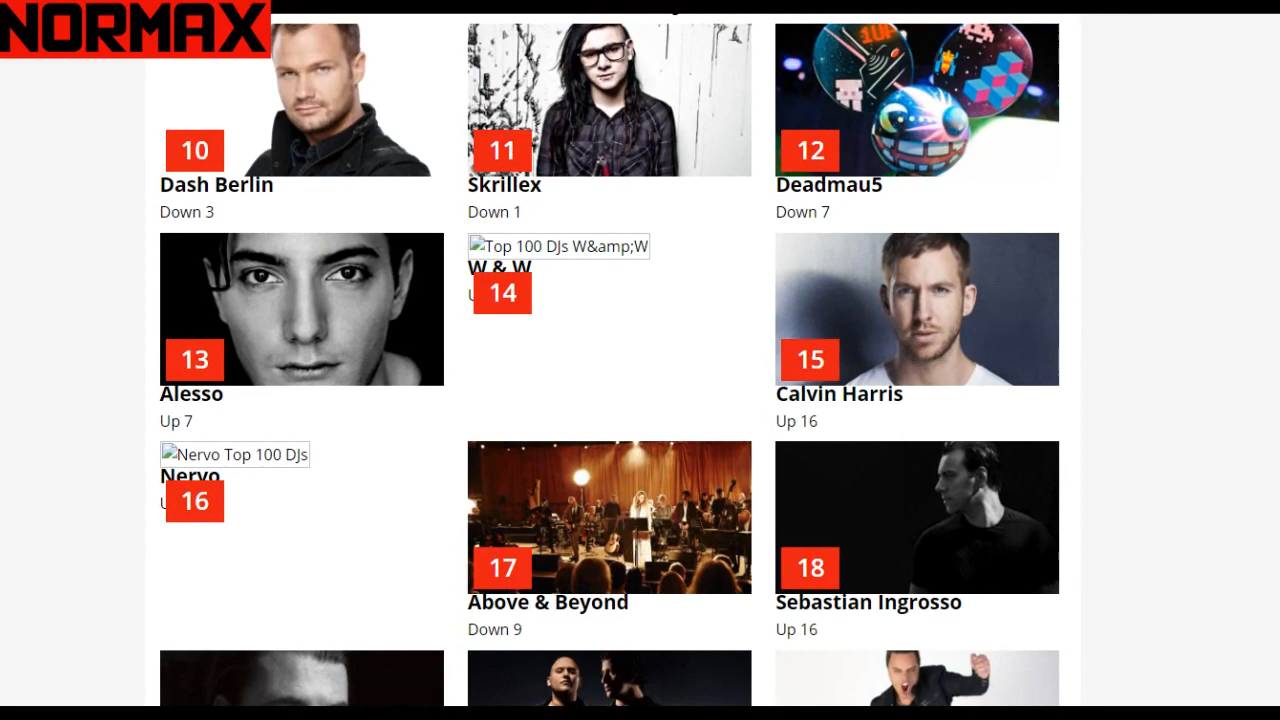 NORMAX
1UP
10
11
12
Dash Berlin
Skrillex
Deadmau5
Down 3
Down 1
Down 7
Top 100 DJs W&amp;W
W & W
14
13
15
Alesso
Calvin Harris
Up 7
Up 16
Nervo Top 100 DJs
Nervo
16
17
18
Above & Beyond
Sebastian Ingrosso
Down 9
Up 16